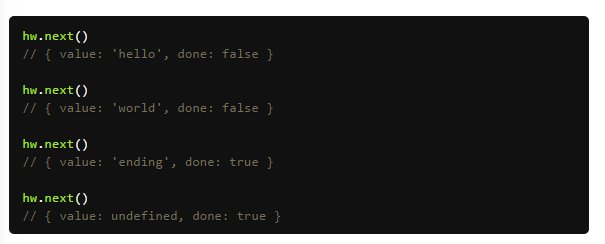 hw.next()
// { value: 'hello', done: false }
hw.next()
// { value: 'world', done: false }
hw.next()
// { value: 'ending', done: true }
hw.next()
// { value: undefined, done: true }